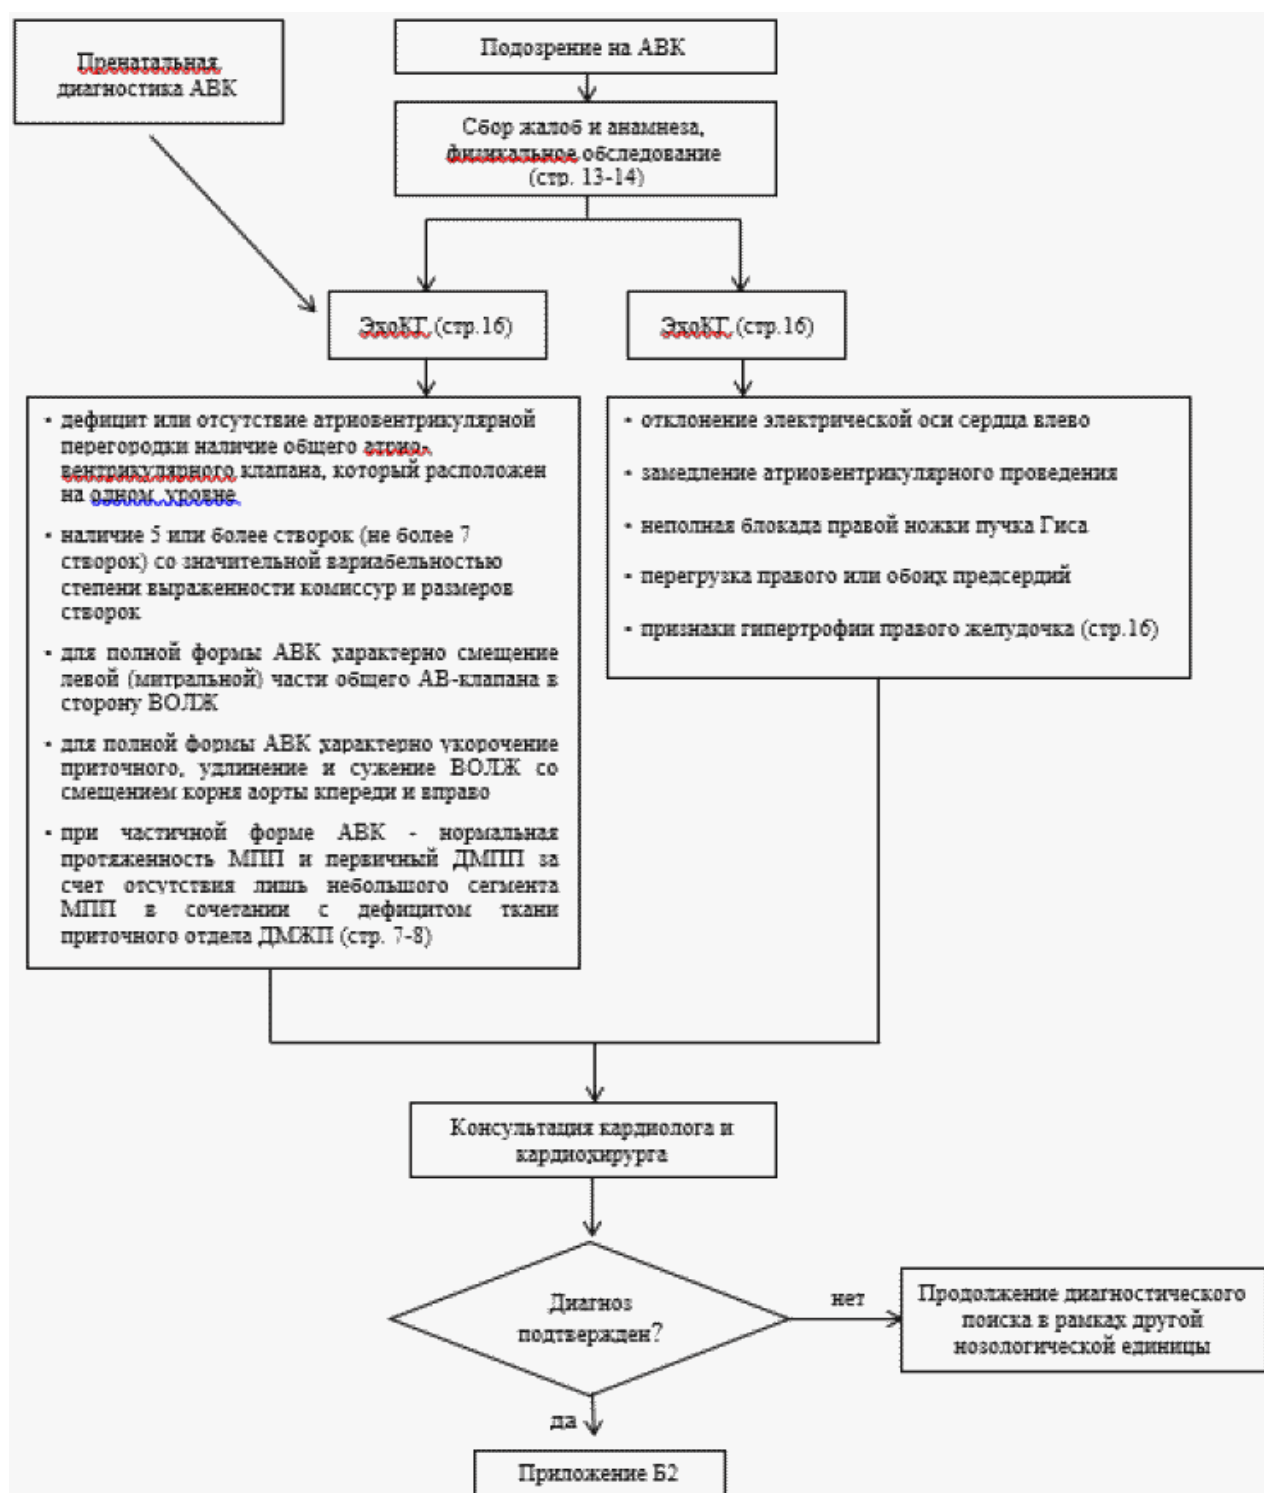 Пренатальная
диагностика АВК
Подозрение на АВК
Сбор жалоб и анамнеза,
физикальное обследование
(стр. 13-14)
ЭхоКГ (стр.16)
ЭхоКГ (стр.16)
- дефицит или отсутствие атриовентрикулярной
перегородки наличие общего атрио-
вентрикулярного клапана, который расположен
на одном уровне
- наличие 5 или более створок (не более 7
створок) со значительной вариабельностью
степени выраженности комиссур и размеров
створок
- для полной формы АВК характерно смещение
левой (митральной) части общего АВ-клапана в
сторону ВОЛЖ
- для полной формы АВК характерно укорочение
приточного, удлинение и сужение ВОЛЖ со
смещением корня аорты кпереди и вправо
- при частичной форме АВК - нормальная
протяженность МПП и первичный ДМПП за
счет отсутствия лишь небольшого сегмента
МПП в сочетании с дефицитом ткани
приточного отдела ДМЖП (стр. 7-8)
- отклонение электрической оси сердца влево
- замедление атриовентрикулярного проведения
- неполная блокада правой ножки пучка Гиса
- перегрузка правого или обоих предсердий
- признаки гипертрофии правого желудочка (стр.16)
Консультация кардиолога и
кардиохирурга
Диагноз
подтвержден?
нет
Продолжение диагностического
поиска в рамках другой
нозологической единицы
да
Приложение Б2